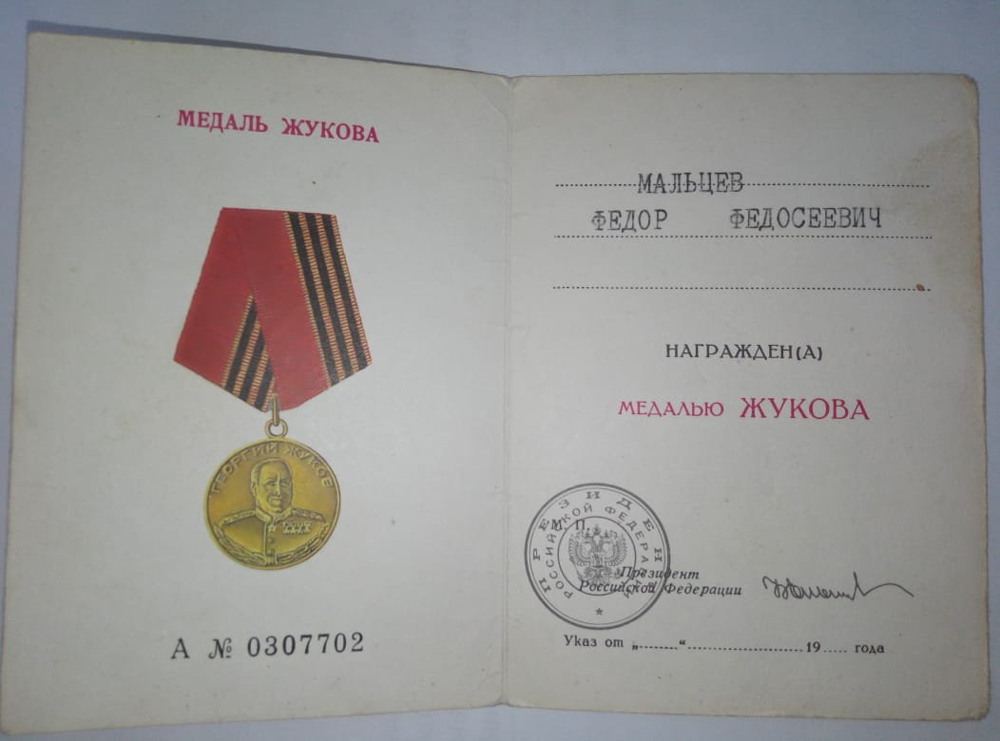 МЕДАЛЬ ЖУКОВА
ГЕОРГИЙ ЖУКОВ
А № 0307702
МАЛЬЦЕВ
ФЕДОР ФЕДОСЕЕВИЧ
НАГРАЖДЕН(А)
МЕДАЛЬЮ ЖУКОВА
ПРЕЗИДЕНТ
РОССИЙСКОЙ ФЕДЕРАЦИИ
М. П.
Президент
Российской Федерации
Указ от „........“ ........................ 19 ..... года